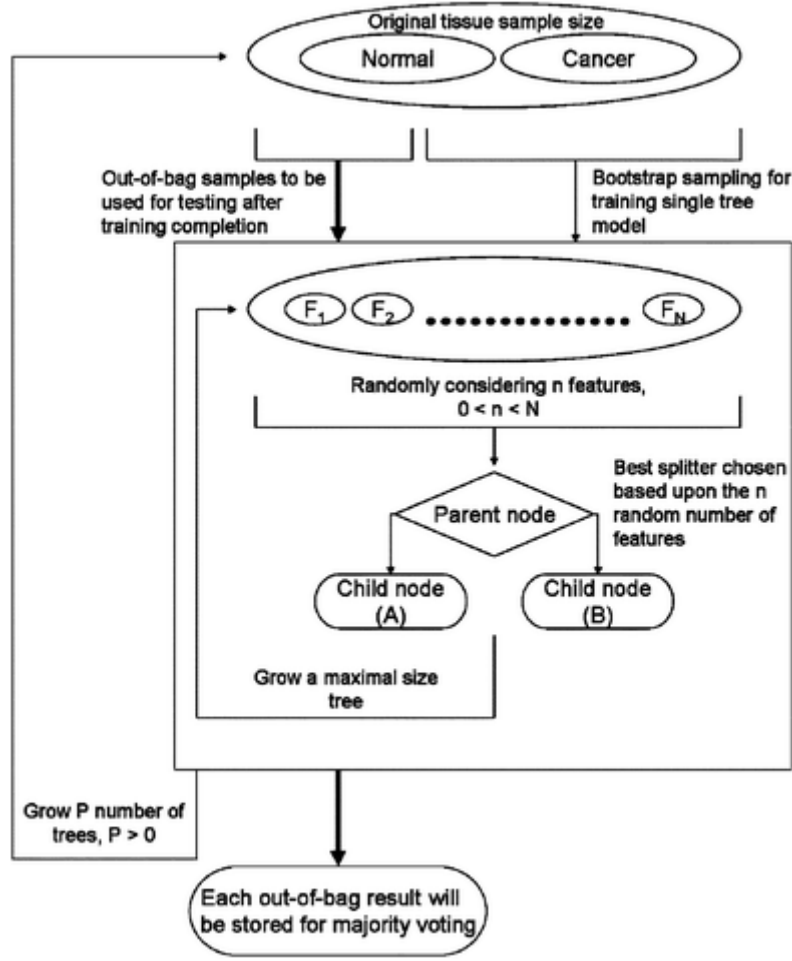 Original tissue sample size
Normal
Cancer
Out-of-bag samples to be
used for testing after
training completion
Bootstrap sampling for
training single tree
model
F1
F2
FN
Randomly considering n features,
0 < n < N
Best splitter chosen
based upon the n
random number of
features
Parent node
Child node
(A)
Child node
(B)
Grow a maximal size
tree
Grow P number of
trees, P > 0
Each out-of-bag result will
be stored for majority voting